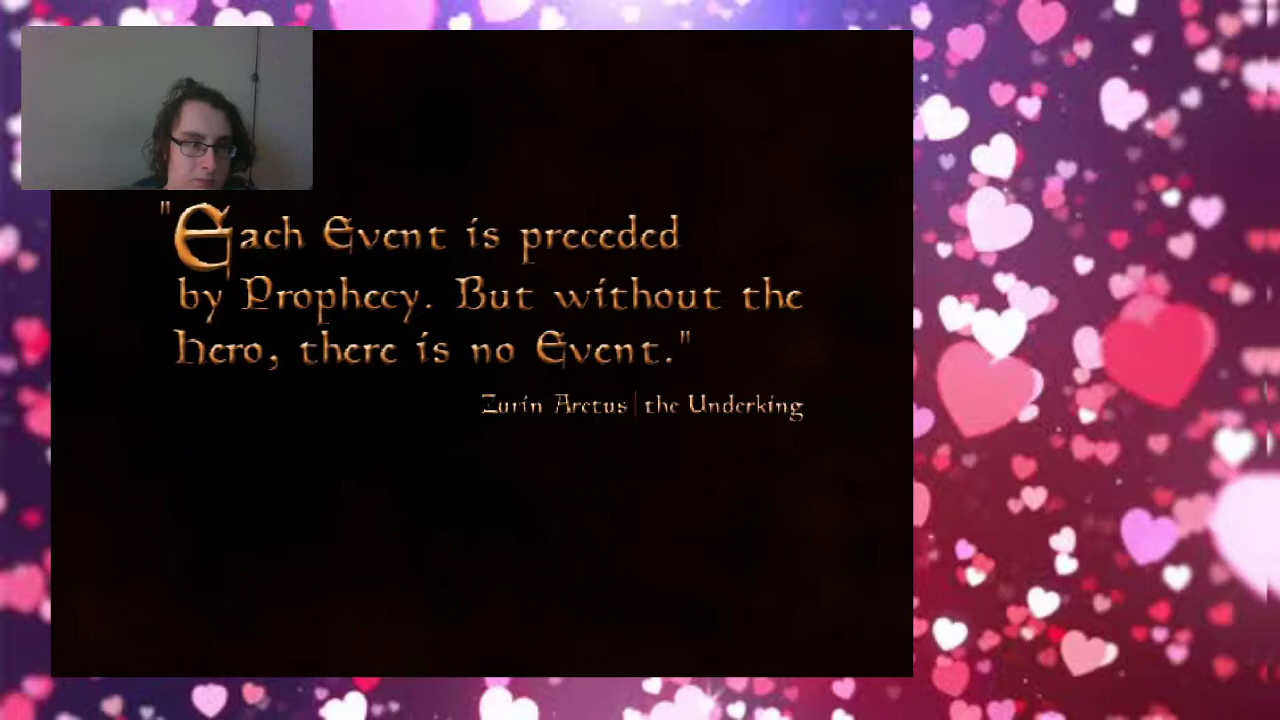 "Each Event is preceded
by Prophecy. But without the
hero, there is no Event."
Zurin Arctus | the Underking